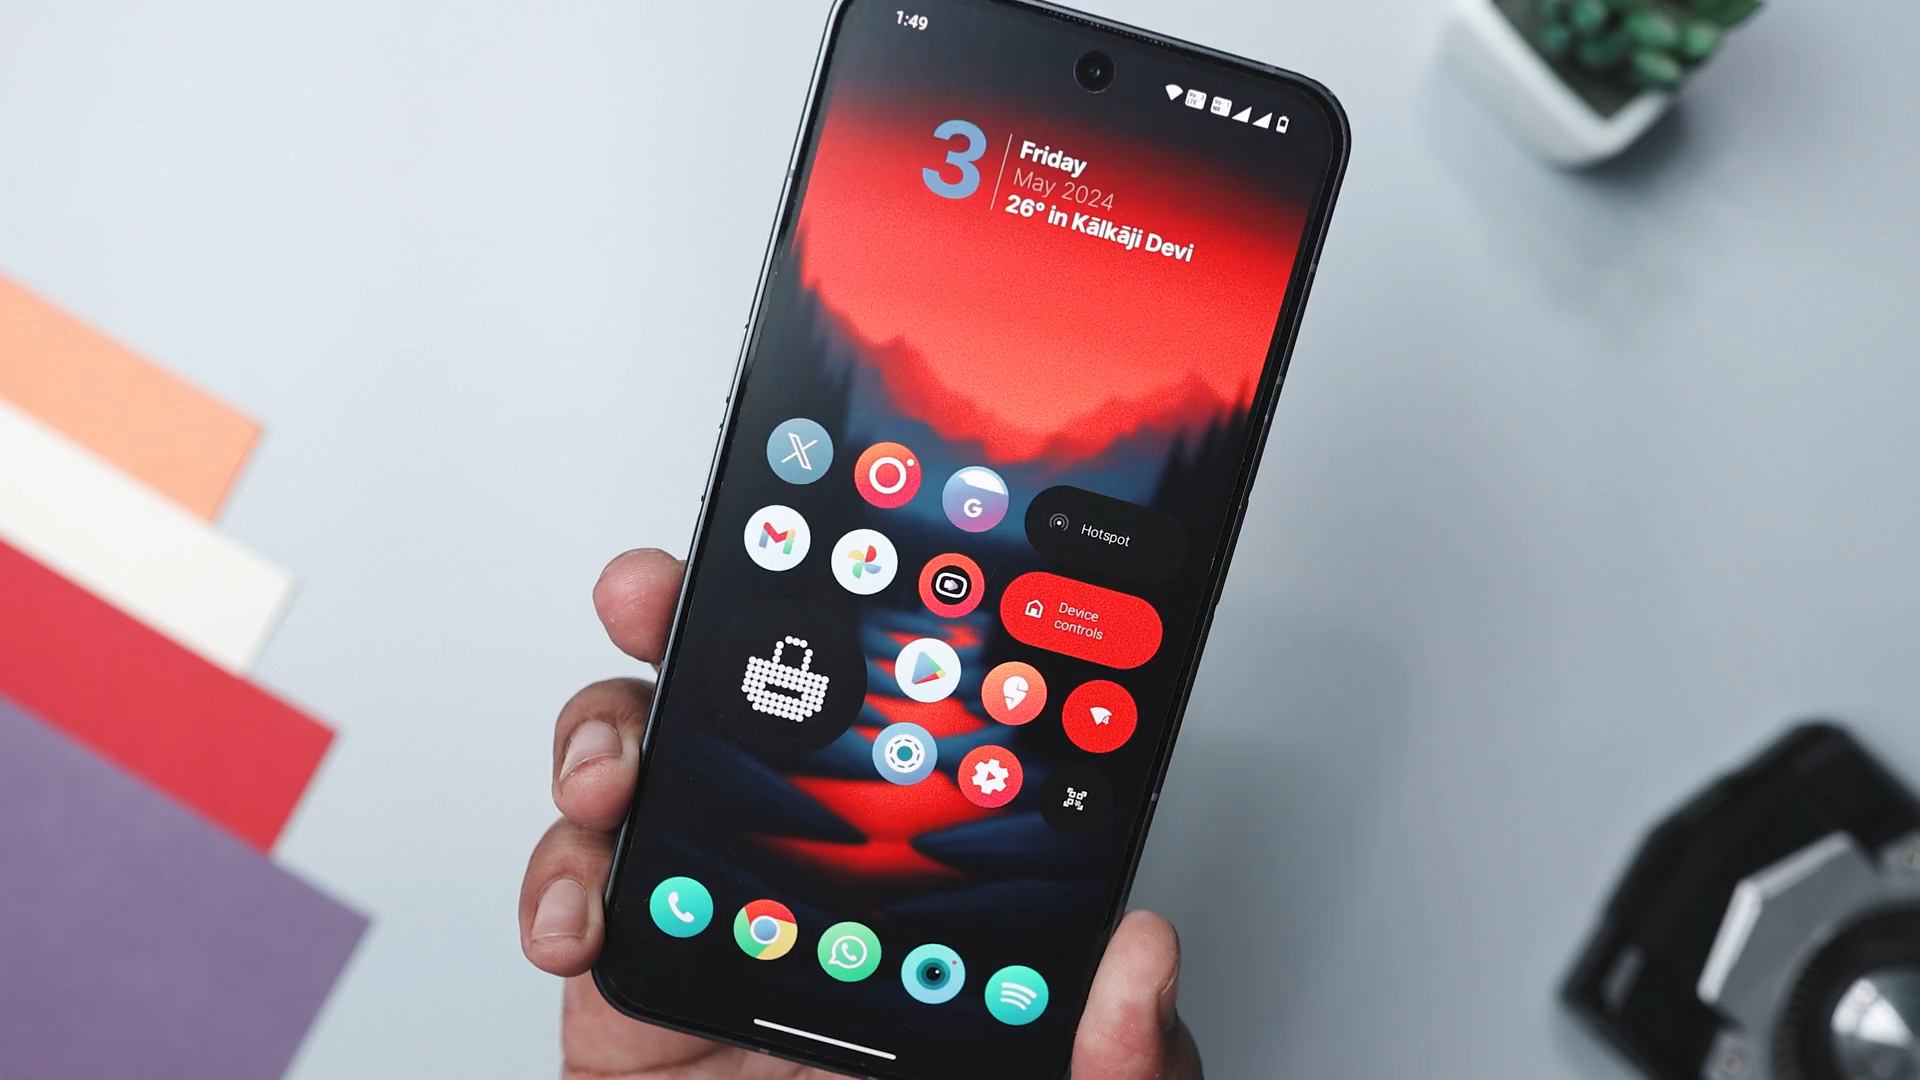 1:49
3
Friday
May 2024
26° in Kālkāji Devi
G
Hotspot
Device
controls